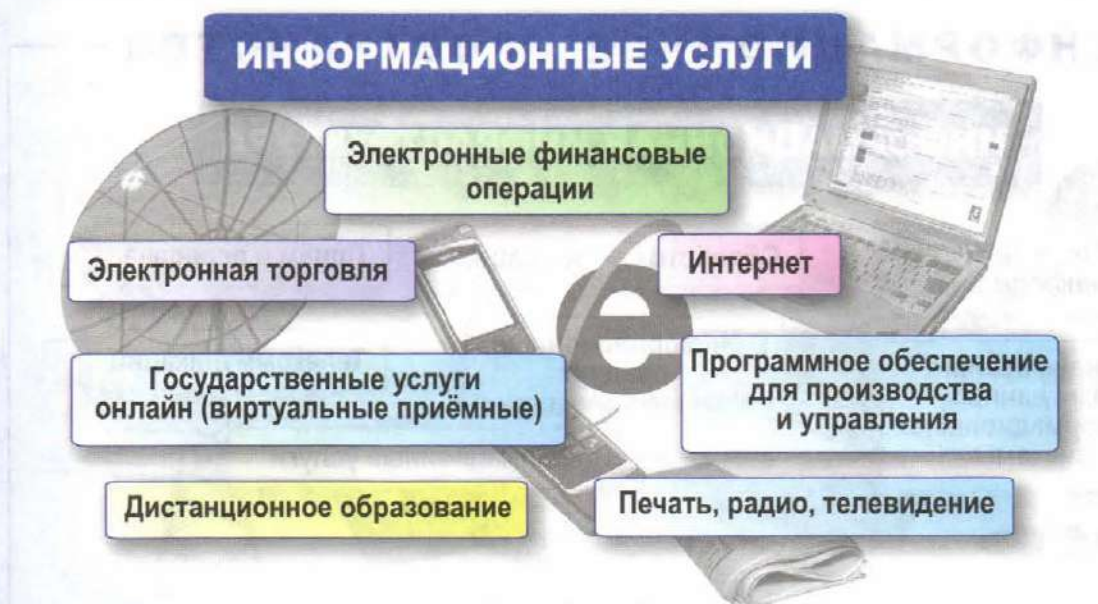 ИНФОРМАЦИОННЫЕ УСЛУГИ
Электронные финансовые
операции
Электронная торговля
Интернет
Государственные услуги
онлайн (виртуальные приёмные)
Программное обеспечение
для производства
и управления
Дистанционное образование
Печать, радио, телевидение